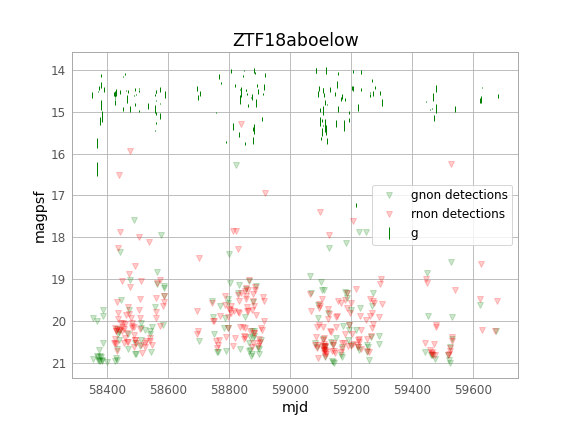 ZTF18aboelow
14
15
16
17
18
19
20
21
magpsf
gnon detections
rnon detections
g
58400 58600 58800 59000 59200 59400 59600
mjd